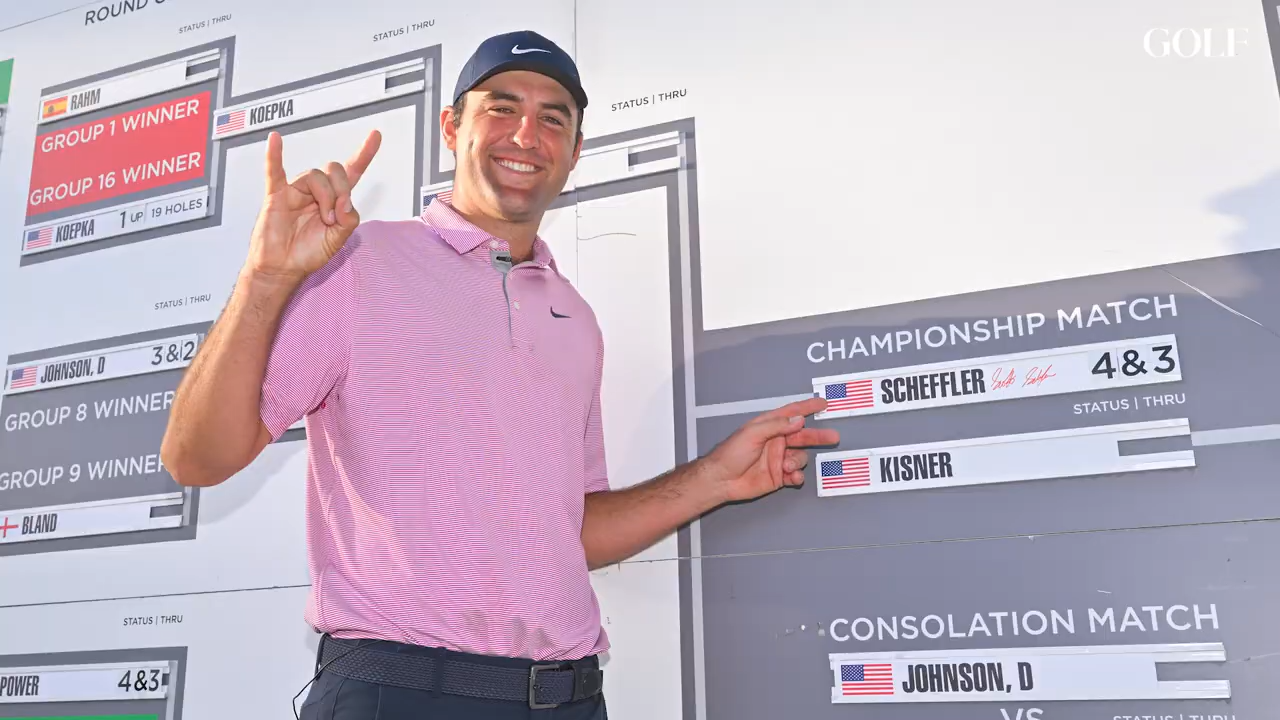 ROUND
STATUS | THRU
STATUS | THRU
GOLF
RAHM
GROUP 1 WINNER
GROUP 16 WINNER
KOEPKA 1 UP 19 HOLES
KOEPKA
STATUS | THRU
STATUS | THRU
JOHNSON, D 3&2
GROUP 8 WINNER
GROUP 9 WINNER
BLAND
STATUS | THRU
POWER 4&3
CHAMPIONSHIP MATCH
SCHEFFLER 4&3
STATUS | THRU
KISNER
CONSOLATION MATCH
JOHNSON, D
VS
STATUS | THRU